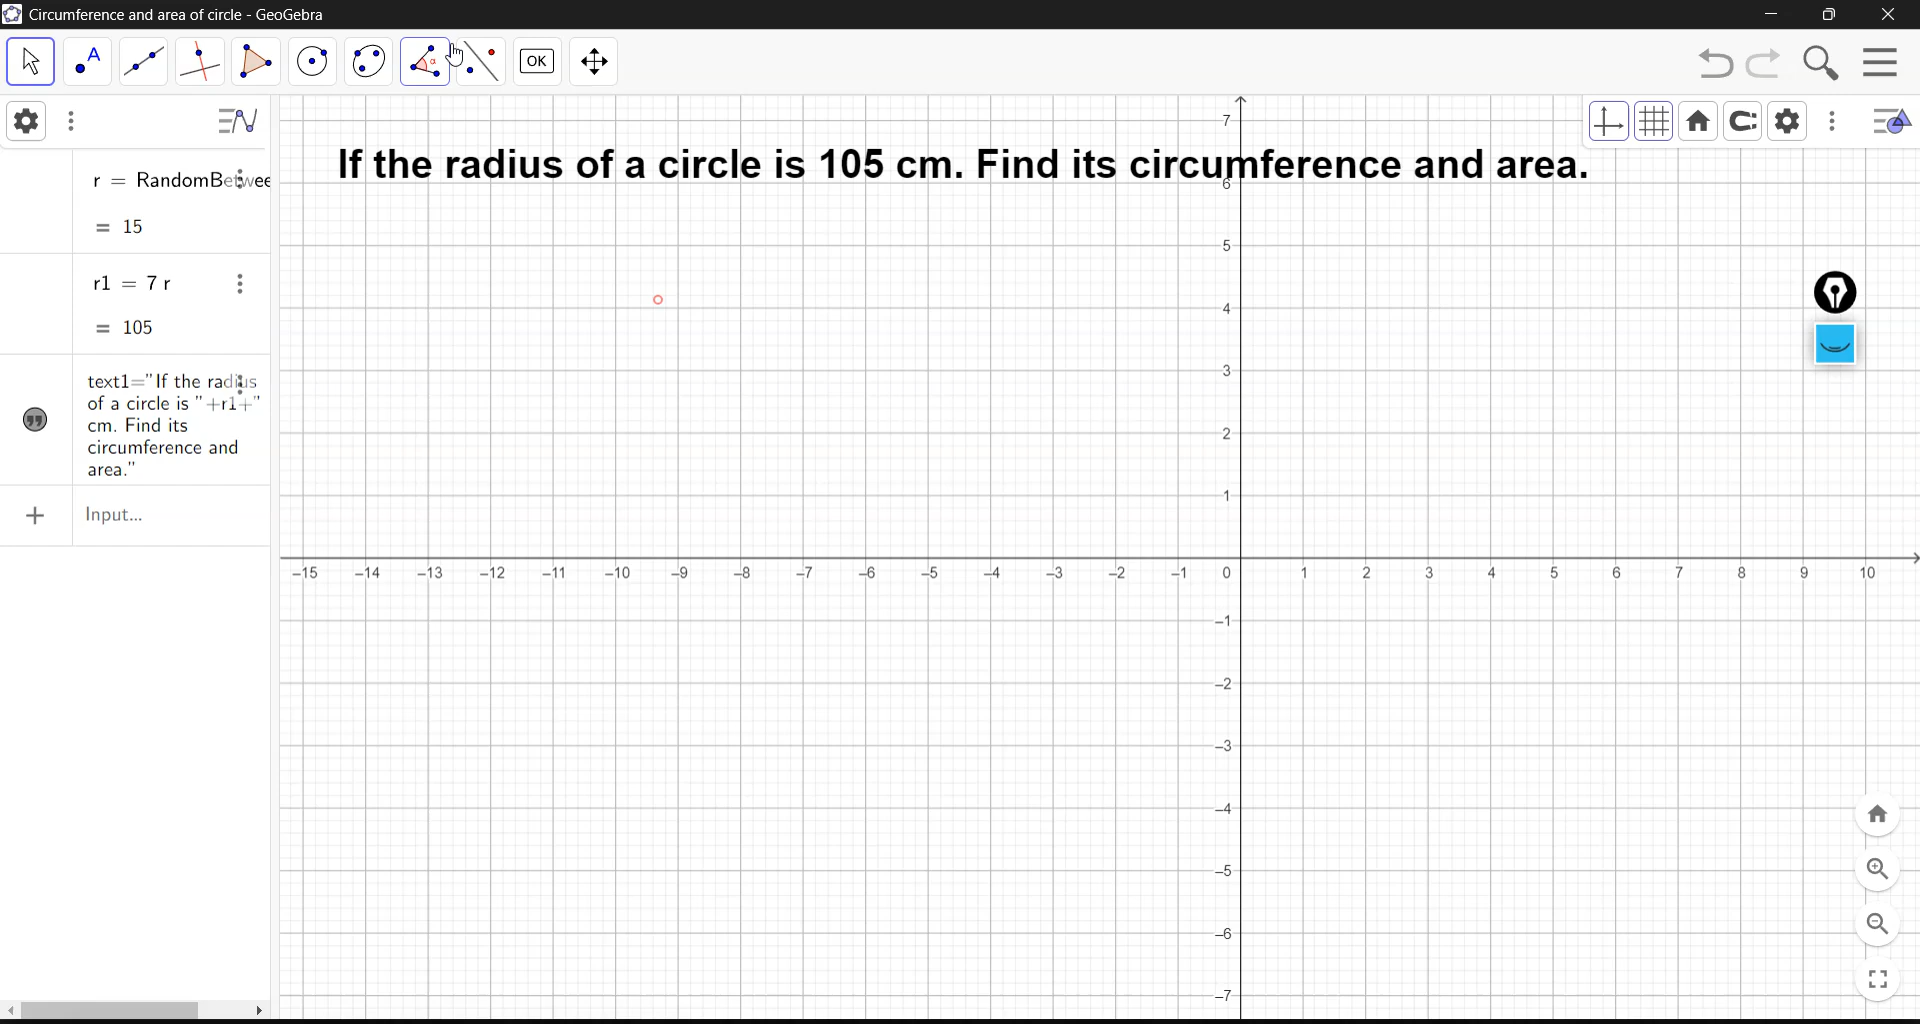 Circumference and area of circle - GeoGebra
A
α
OK
If the radius of a circle is 105 cm. Find its circumference and area.
r =
= 15
r1 = 7 r
= 105
text1="If the radius
of a circle is "+r1+"
cm. Find its
circumference and
area."
Input...
7
6
5
4
3
2
1
−15 −14 −13 −12 −11 −10 −9 −8 −7 −6 −5 −4 −3 −2 −1 0 1 2 3 4 5 6 7 8 9 10
−1
−2
−3
−4
−5
−6
−7